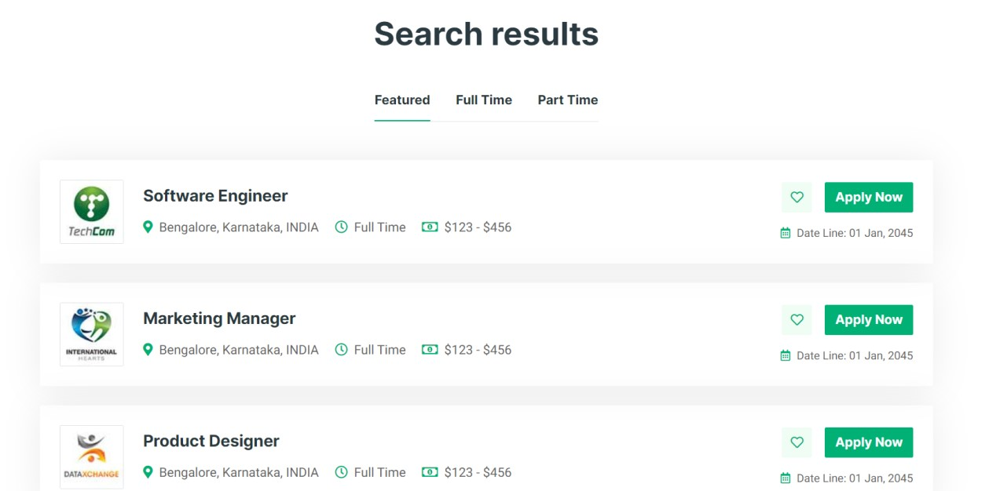 Search results
Featured Full Time Part Time
TechCom
Software Engineer
Bengalore, Karnataka, INDIA Full Time $123 - $456
Apply Now
Date Line: 01 Jan, 2045
INTERNATIONAL
HEARTS
Marketing Manager
Bengalore, Karnataka, INDIA Full Time $123 - $456
Apply Now
Date Line: 01 Jan, 2045
DATAXCHANGE
Product Designer
Bengalore, Karnataka, INDIA Full Time $123 - $456
Apply Now
Date Line: 01 Jan, 2045